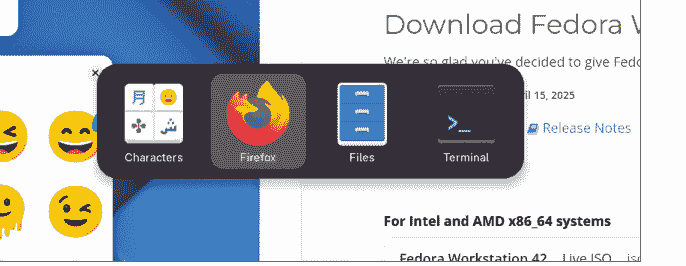 Download Fedora
We're so glad you've decided to give
il 15, 2025
Release Notes
Characters
Firefox
Files
Terminal
For Intel and AMD x86_64 systems
Fedora Workstation 42
Live ISO